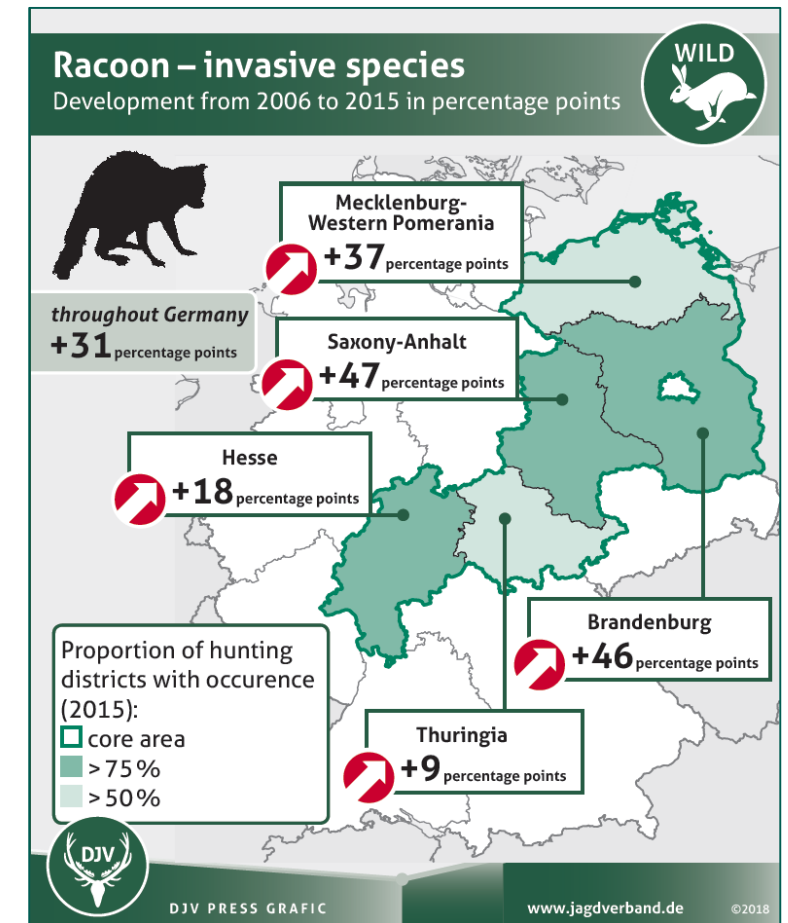 Racoon – invasive species
Development from 2006 to 2015 in percentage points
WILD
Mecklenburg-
Western Pomerania
+37 percentage points
throughout Germany
+31 percentage points
Saxony-Anhalt
+47 percentage points
Hesse
+18 percentage points
Brandenburg
+46 percentage points
Thuringia
+9 percentage points
Proportion of hunting
districts with occurence
(2015):
core area
>75%
>50%
DJV
DJV PRESS GRAFIC
www.jagdverband.de
©2018